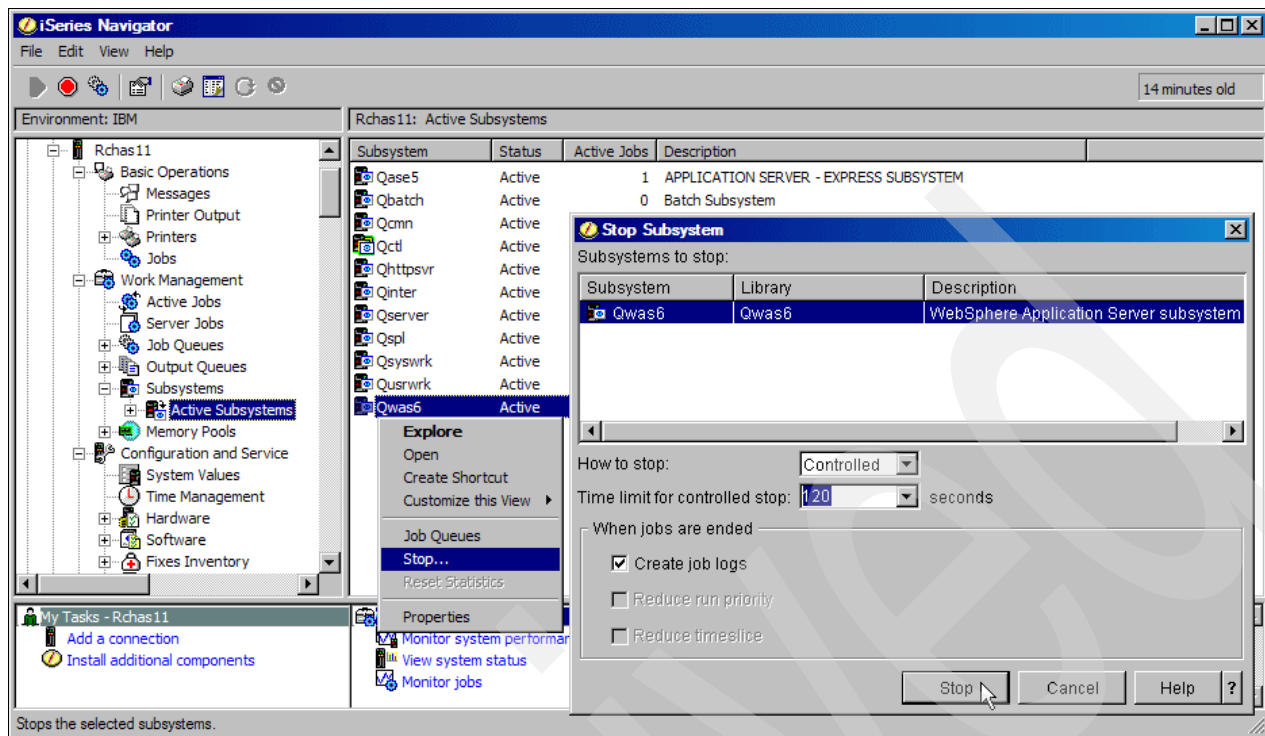 iSeries Navigator
File Edit View Help
14 minutes old
Environment: IBM
Rchas11: Active Subsystems
Rchas11
Basic Operations
Messages
Printer Output
Printers
Jobs
Work Management
Active Jobs
Server Jobs
Job Queues
Output Queues
Subsystems
Active Subsystems
Memory Pools
Configuration and Service
System Values
Time Management
Hardware
Software
Fixes Inventory
Subsystem Status Active Jobs Description
Qase5 Active 1 APPLICATION SERVER - EXPRESS SUBSYSTEM
Qbatch Active 0 Batch Subsystem
Qcmn Active
Qctl Active
Qhttpsvr Active
Qinter Active
Qserver Active
Qspl Active
Qsyswrk Active
Qusrwrk Active
Qwas6 Active
Explore
Open
Create Shortcut
Customize this View
Job Queues
Stop...
Reset Statistics
Properties
Stop Subsystem
Subsystems to stop:
Subsystem Library Description
Qwas6 Qwas6 WebSphere Application Server subsystem
How to stop: Controlled
Time limit for controlled stop: 120 seconds
When jobs are ended
Create job logs
Reduce run priority
Reduce timeslice
Stop Cancel Help ?
My Tasks - Rchas11
Add a connection
Install additional components
Monitor system performan
View system status
Monitor jobs
Stops the selected subsystems.